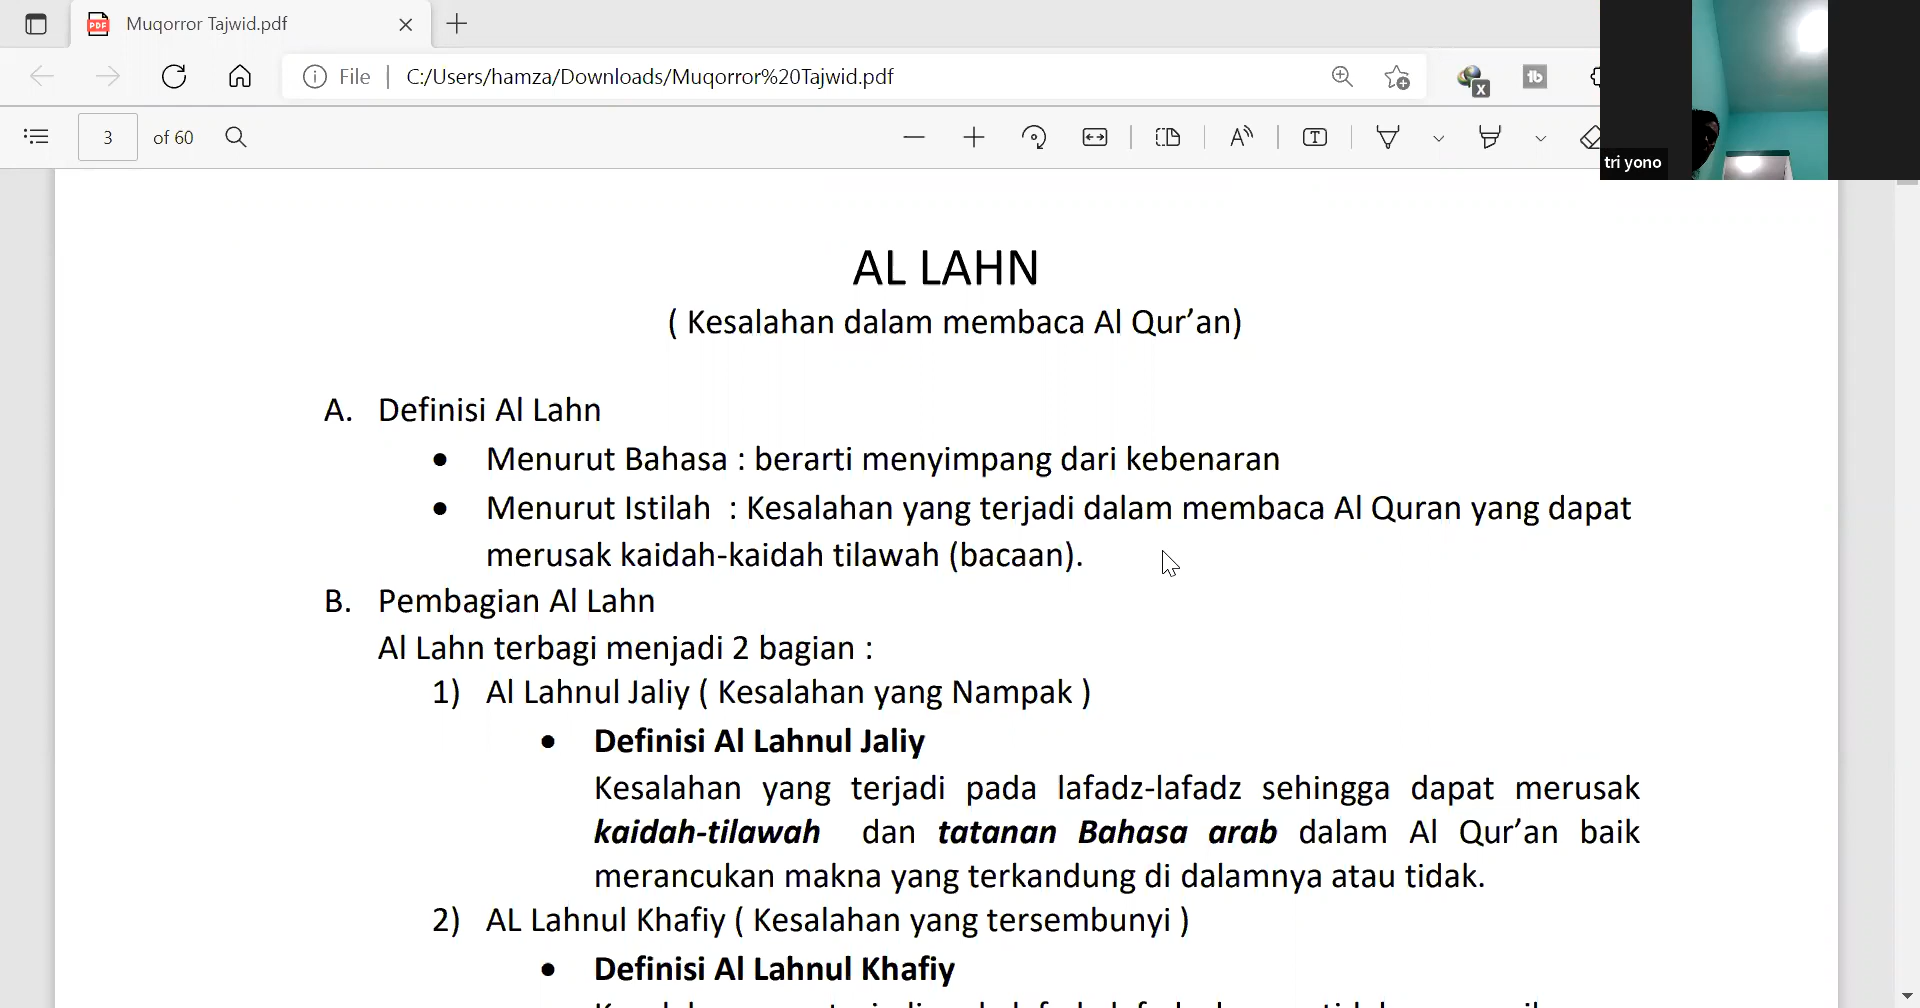 Muqorror Tajwid.pdf
File
C:/Users/hamza/Downloads/Muqorror%20Tajwid.pdf
3 of 60
tri yono
AL LAHN
( Kesalahan dalam membaca Al Qur’an)
A. Definisi Al Lahn
• Menurut Bahasa : berarti menyimpang dari kebenaran
• Menurut Istilah : Kesalahan yang terjadi dalam membaca Al Quran yang dapat
merusak kaidah-kaidah tilawah (bacaan).
B. Pembagian Al Lahn
Al Lahn terbagi menjadi 2 bagian :
1) Al Lahnul Jaliy ( Kesalahan yang Nampak )
• Definisi Al Lahnul Jaliy
Kesalahan yang terjadi pada lafadz-lafadz sehingga dapat merusak
kaidah-tilawah dan tatanan Bahasa arab dalam Al Qur’an baik
merancukan makna yang terkandung di dalamnya atau tidak.
2) AL Lahnul Khafiy ( Kesalahan yang tersembunyi )
• Definisi Al Lahnul Khafiy